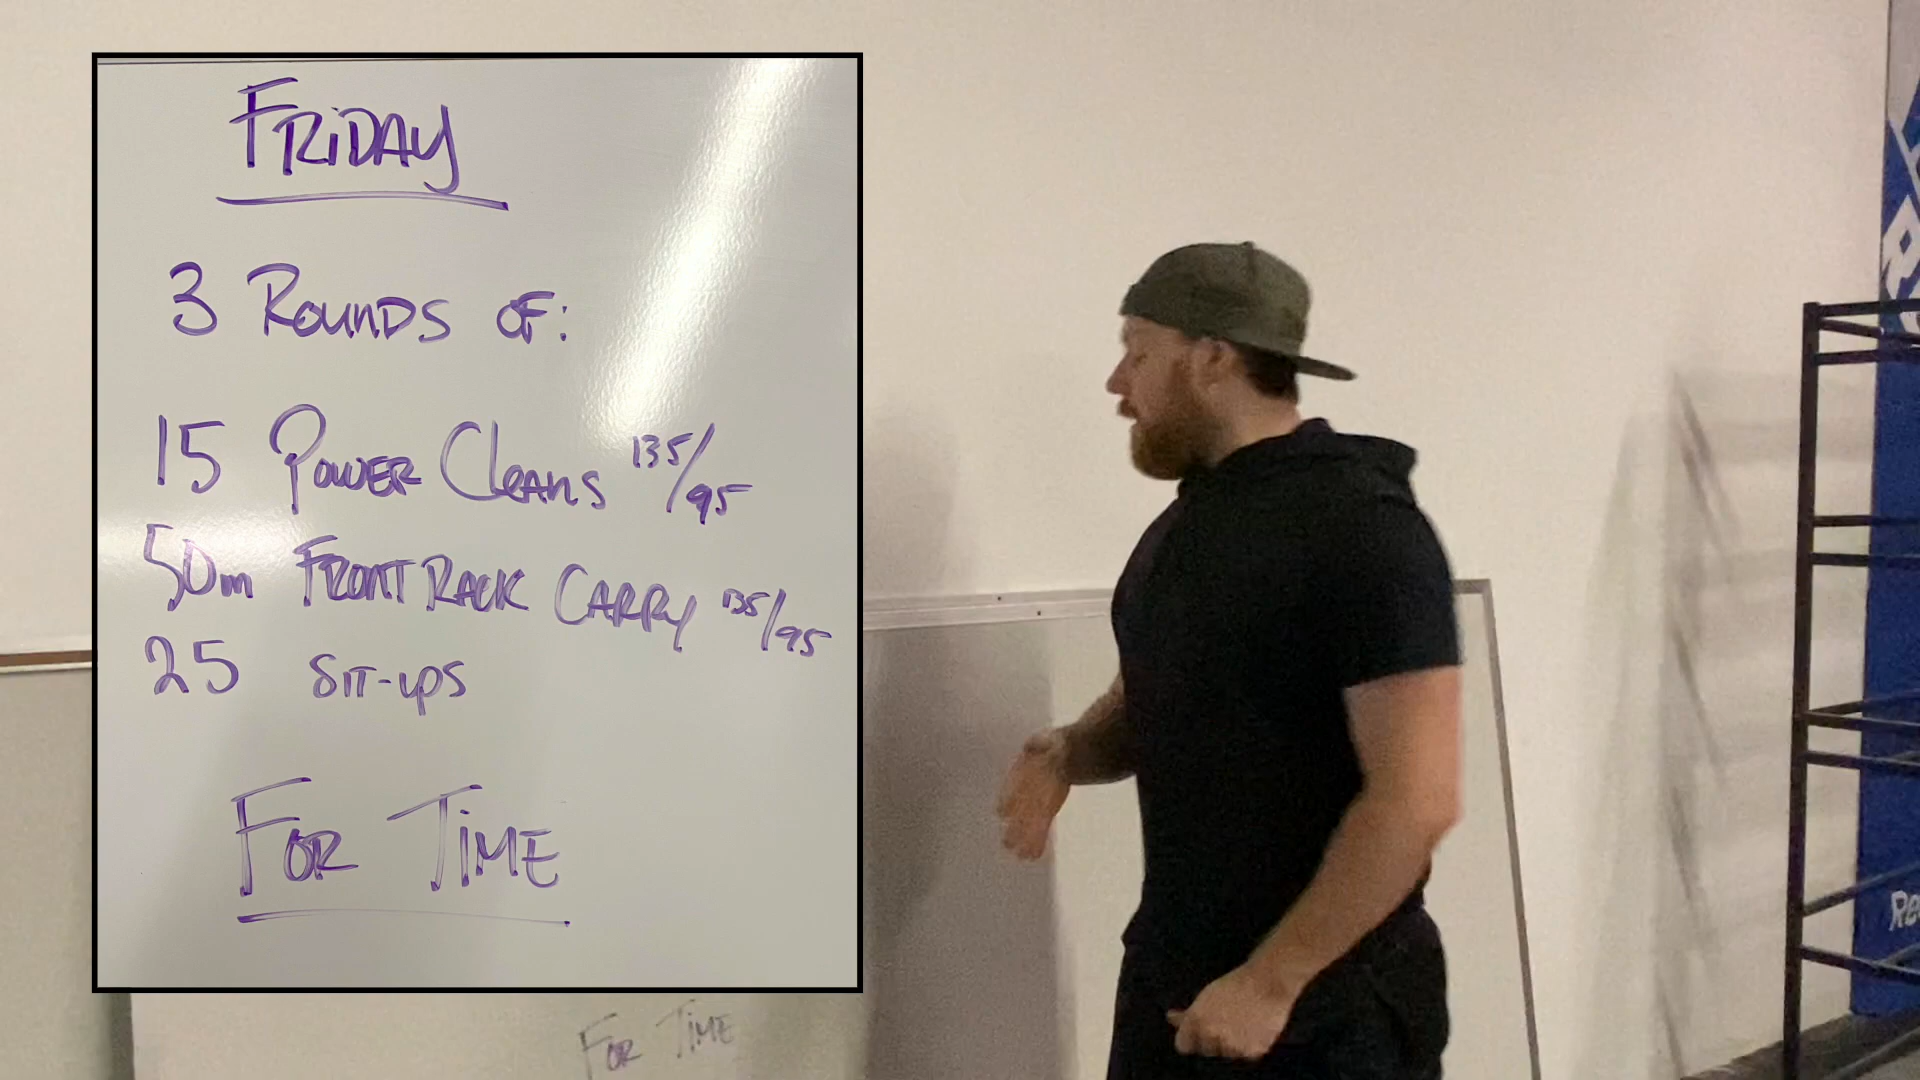 FRiDAY
3 ROUNDS OF:
15 POWER CLEANS 135/95
50m FRONT RACK CARRY 135/95
25 SIT-UPS
FOR TIME
FOR TIME
Re